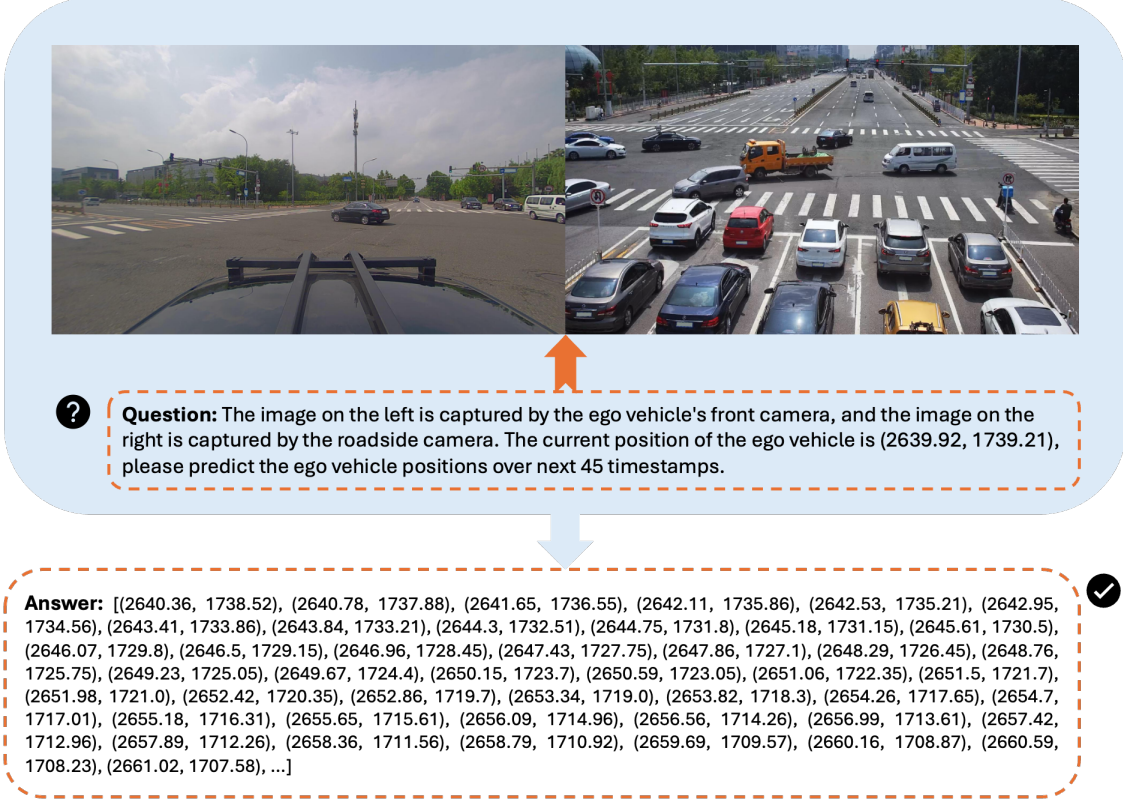 ?
Question: The image on the left is captured by the ego vehicle's front camera, and the image on the
right is captured by the roadside camera. The current position of the ego vehicle is (2639.92, 1739.21),
please predict the ego vehicle positions over next 45 timestamps.
Answer: [(2640.36, 1738.52), (2640.78, 1737.88), (2641.65, 1736.55), (2642.11, 1735.86), (2642.53, 1735.21), (2642.95,
1734.56), (2643.41, 1733.86), (2643.84, 1733.21), (2644.3, 1732.51), (2644.75, 1731.8), (2645.18, 1731.15), (2645.61, 1730.5),
(2646.07, 1729.8), (2646.5, 1729.15), (2646.96, 1728.45), (2647.43, 1727.75), (2647.86, 1727.1), (2648.29, 1726.45), (2648.76,
1725.75), (2649.23, 1725.05), (2649.67, 1724.4), (2650.15, 1723.7), (2650.59, 1723.05), (2651.06, 1722.35), (2651.5, 1721.7),
(2651.98, 1721.0), (2652.42, 1720.35), (2652.86, 1719.7), (2653.34, 1719.0), (2653.82, 1718.3), (2654.26, 1717.65), (2654.7,
1717.01), (2655.18, 1716.31), (2655.65, 1715.61), (2656.09, 1714.96), (2656.56, 1714.26), (2656.99, 1713.61), (2657.42,
1712.96), (2657.89, 1712.26), (2658.36, 1711.56), (2658.79, 1710.92), (2659.69, 1709.57), (2660.16, 1708.87), (2660.59,
1708.23), (2661.02, 1707.58), ...]